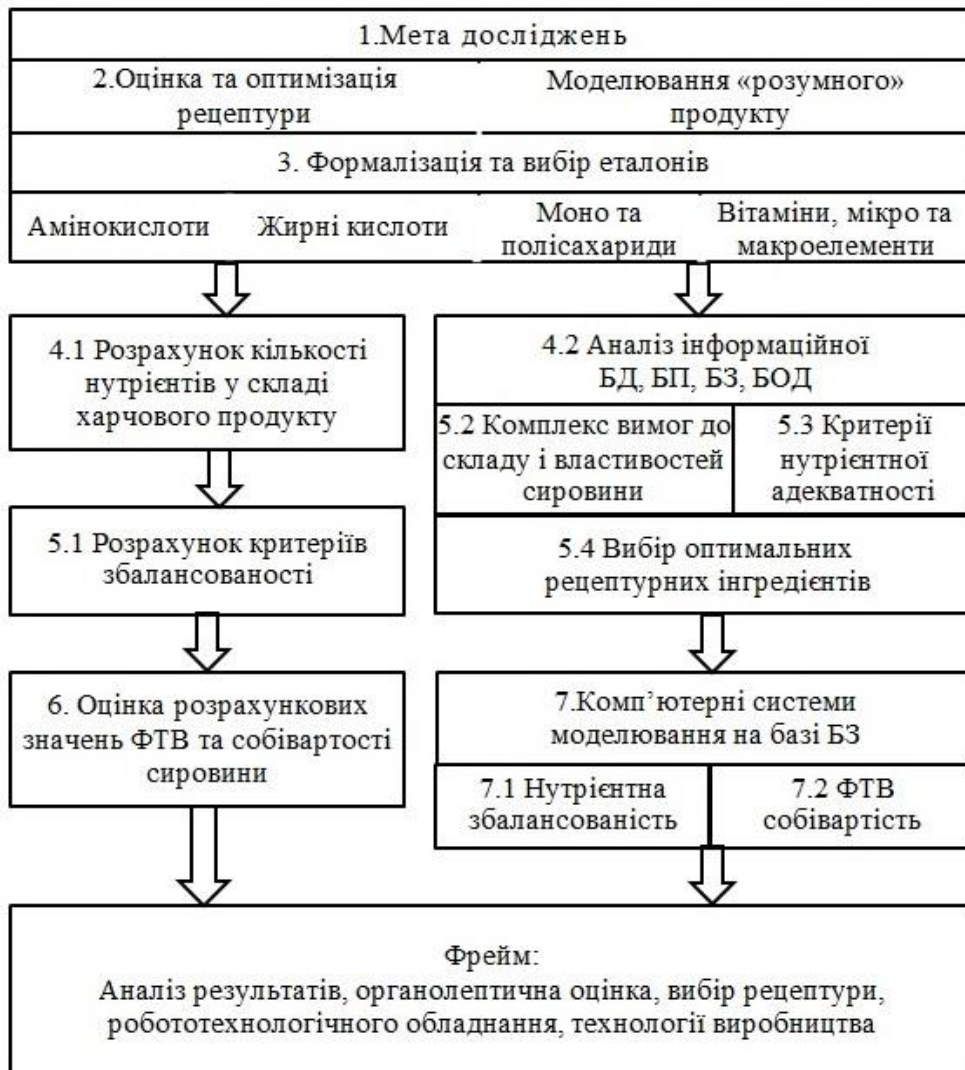 1.Мета досліджень
2.Оцінка та оптимізація
рецептури
Моделювання «розумного»
продукту
3. Формалізація та вибір еталонів
Амінокислоти
Жирні кислоти
Моно та
полісахариди
Вітаміни, мікро та
макроелементи
4.1 Розрахунок кількості
нутрієнтів у складі
харчового продукту
4.2 Аналіз інформаційної
БД, БП, БЗ, БОД
5.2 Комплекс вимог до
складу і властивостей
сировини
5.3 Критерії
нутрієнтної
адекватності
5.1 Розрахунок критеріїв
збалансованості
5.4 Вибір оптимальних
рецептурних інгредієнтів
6. Оцінка розрахункових
значень ФТВ та собівартості
сировини
7.Комп’ютерні системи
моделювання на базі БЗ
7.1 Нутрієнтна
збалансованість
7.2 ФТВ
собівартість
Фрейм:
Аналіз результатів, органолептична оцінка, вибір рецептури,
робототехнологічного обладнання, технології виробництва